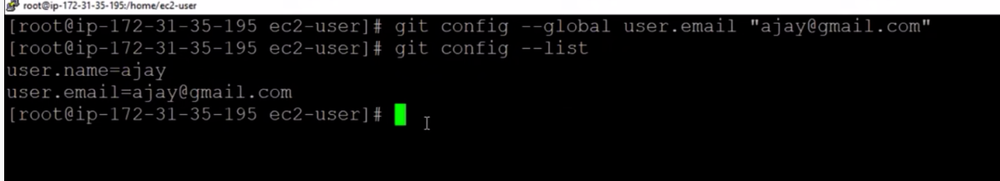 root@ip-172-31-35-195:/home/ec2-user
[root@ip-172-31-35-195 ec2-user]# git config --global user.email "ajay@gmail.com"
[root@ip-172-31-35-195 ec2-user]# git config --list
user.name=ajay
user.email=ajay@gmail.com
[root@ip-172-31-35-195 ec2-user]#